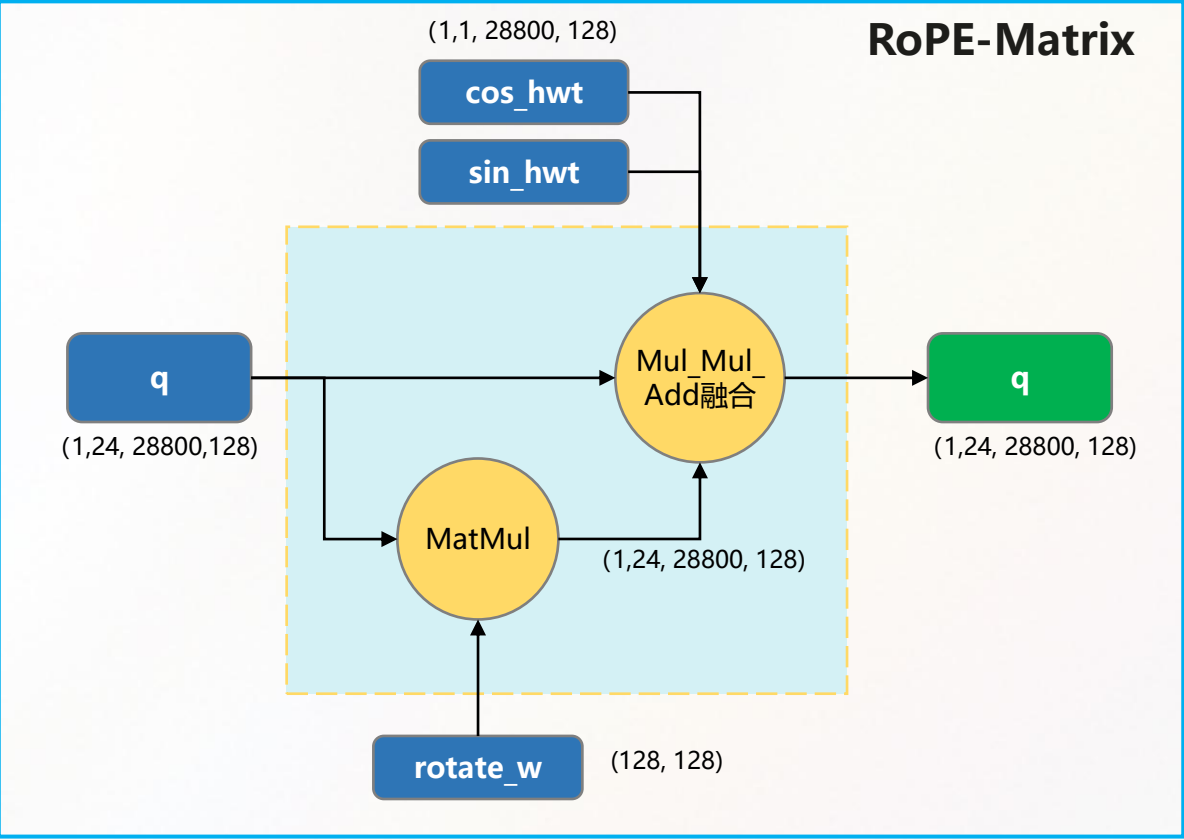 RoPE-Matrix
(1,1, 28800, 128)
cos_hwt
sin_hwt
q
(1,24, 28800,128)
Mul_Mul_
Add融合
q
(1,24, 28800, 128)
MatMul
(1,24, 28800, 128)
rotate_w
(128, 128)